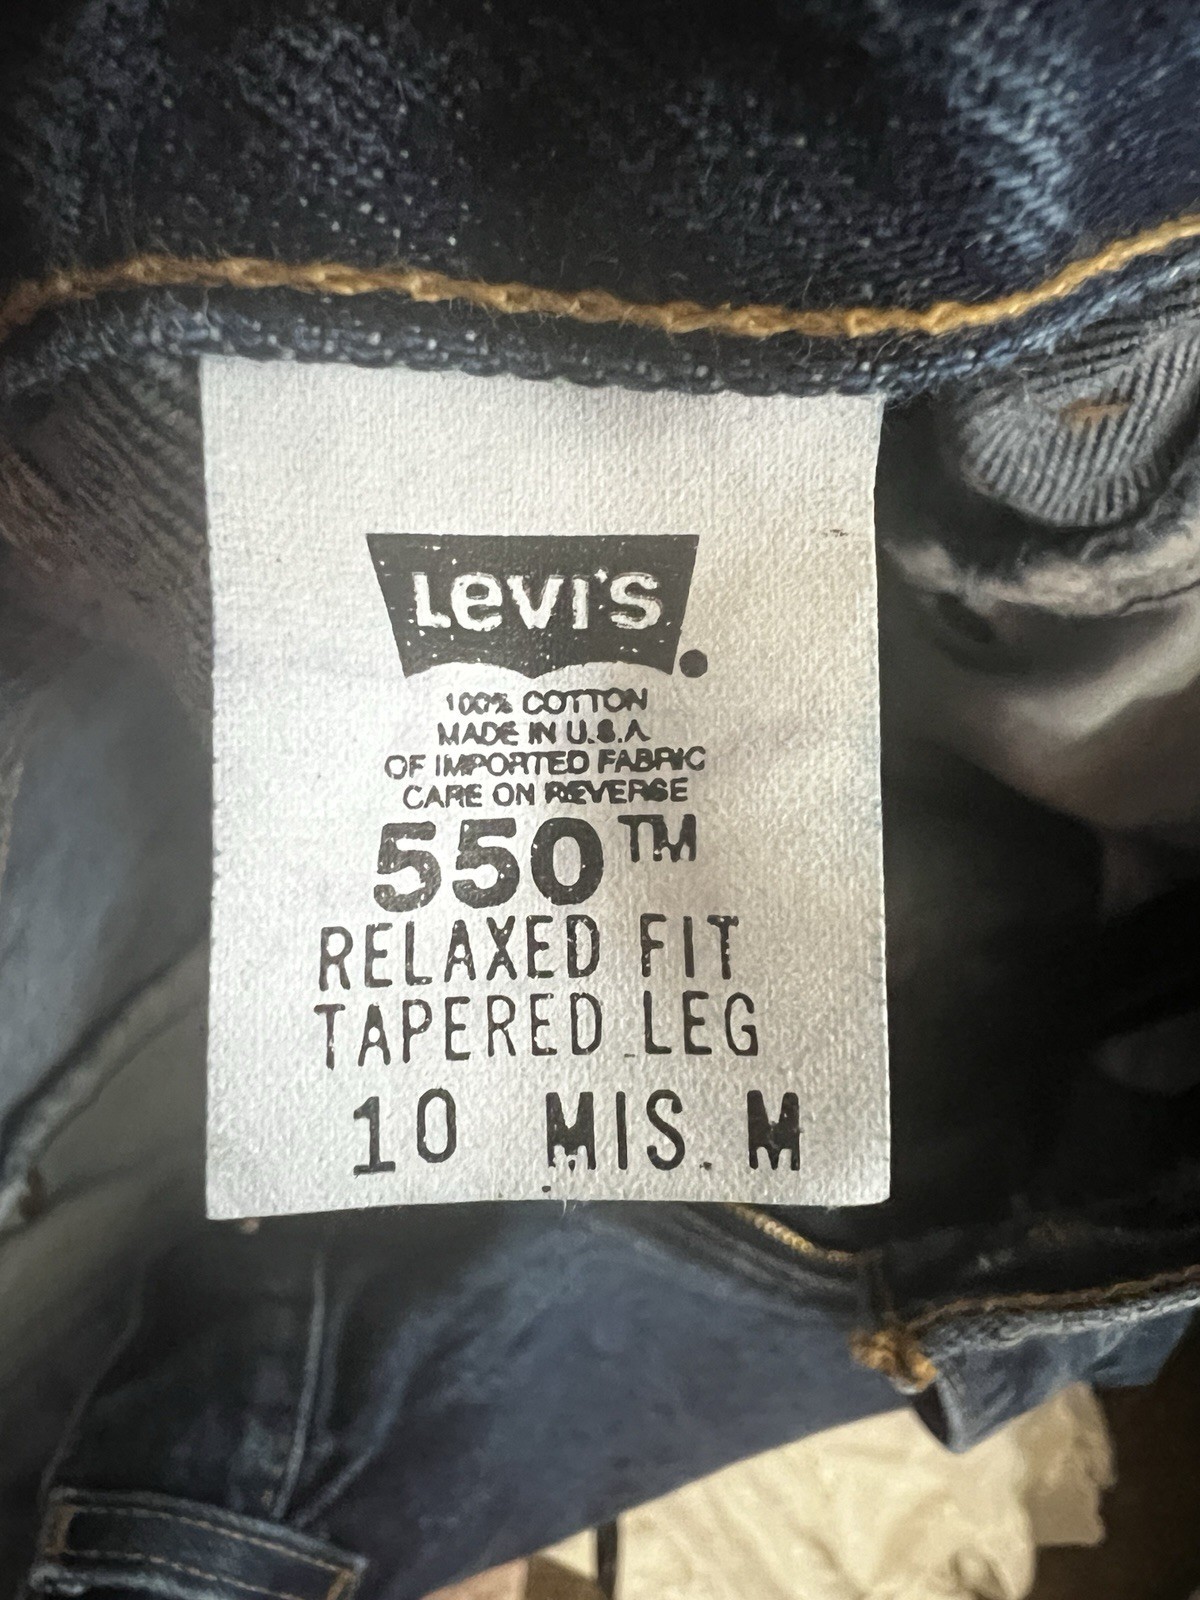 Levi's
100% COTTON
MADE IN U.S.A.
OF IMPORTED FABRIC
CARE ON REVERSE
550™
RELAXED FIT
TAPERED LEG
10 MIS. M